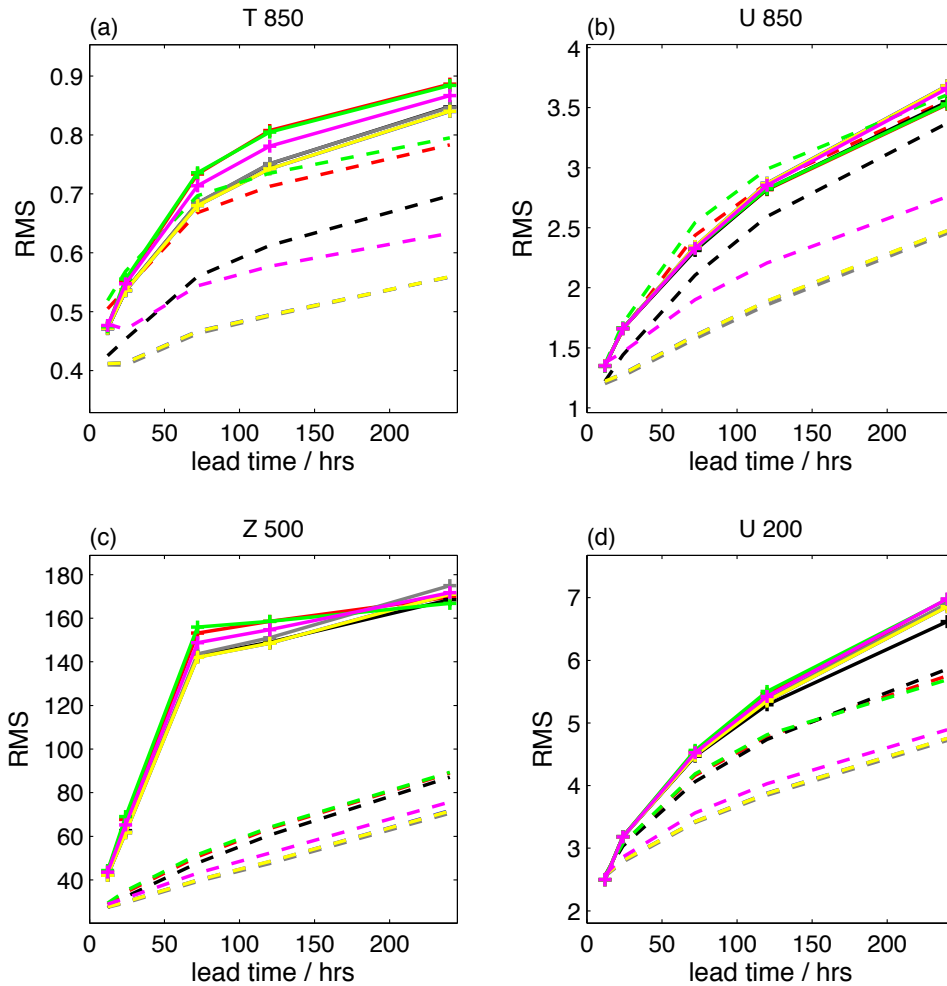 (a) T 850
0.9
0.8
0.7
0.6
0.5
0.4
RMS
0 50 100 150 200
lead time / hrs
(b) U 850
4
3.5
3
2.5
2
1.5
1
RMS
0 50 100 150 200
lead time / hrs
(c) Z 500
180
160
140
120
100
80
60
40
RMS
0 50 100 150 200
lead time / hrs
(d) U 200
7
6
5
4
3
2
RMS
0 50 100 150 200
lead time / hrs